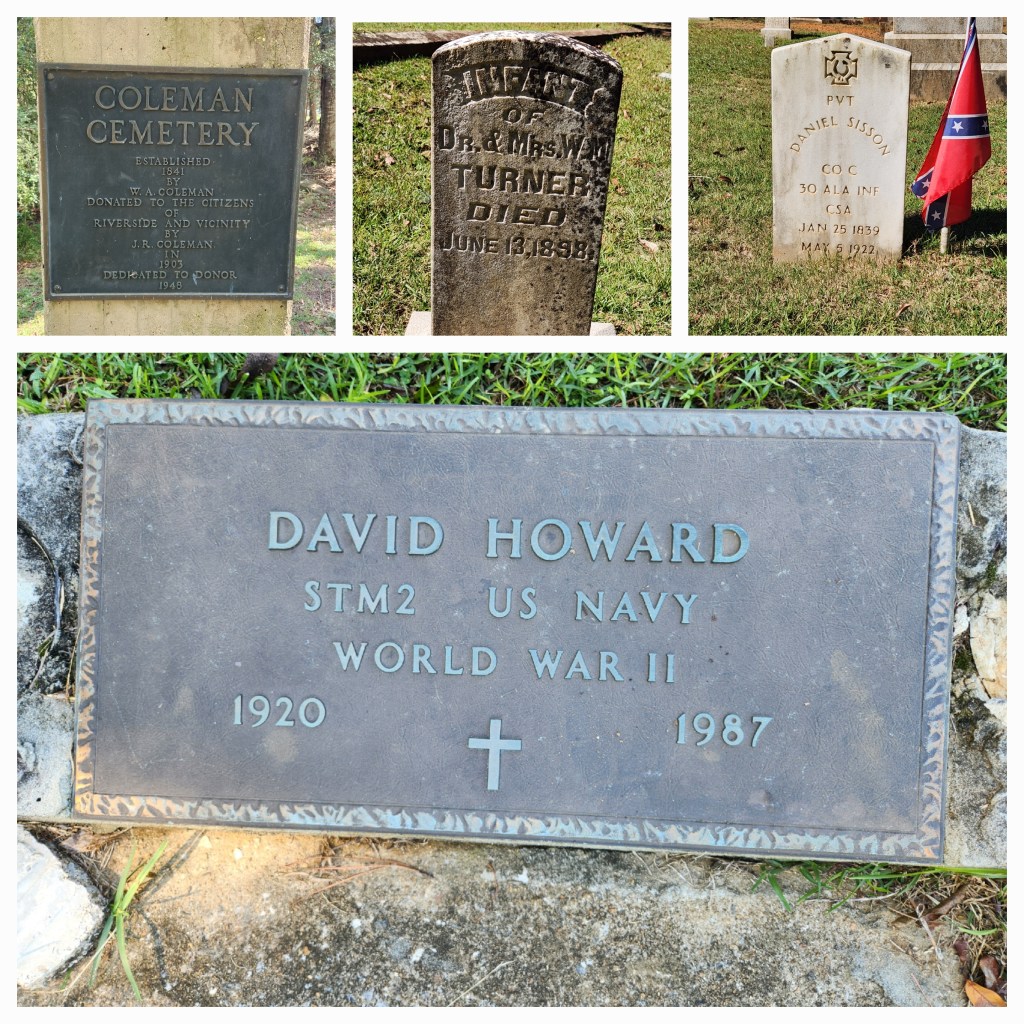 COLEMAN
CEMETERY
ESTABLISHED
1841
BY
W. A. COLEMAN
DONATED TO THE CITIZENS
OF
RIVERSIDE AND VICINITY
BY
J. R. COLEMAN
IN
1903
DEDICATED TO DONOR
1948
INFANT
OF
DR. & MRS. W. M.
TURNER
DIED
JUNE 13, 1898.
PVT
DANIEL SISSON
CO C
30 ALA INF
CSA
JAN 25 1839
MAY 5 1922
DAVID HOWARD
STM2 US NAVY
WORLD WAR II
1920 1987